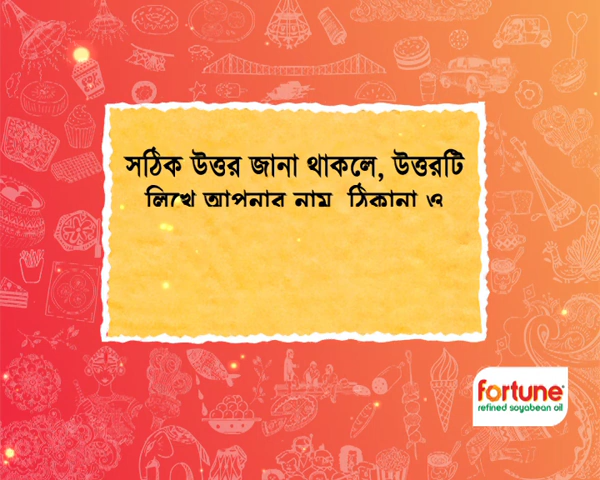 সঠিক উত্তর জানা থাকলে, উত্তরটি
লিখে আপনার নাম, ঠিকানা ও
fortune
refined soyabean oil